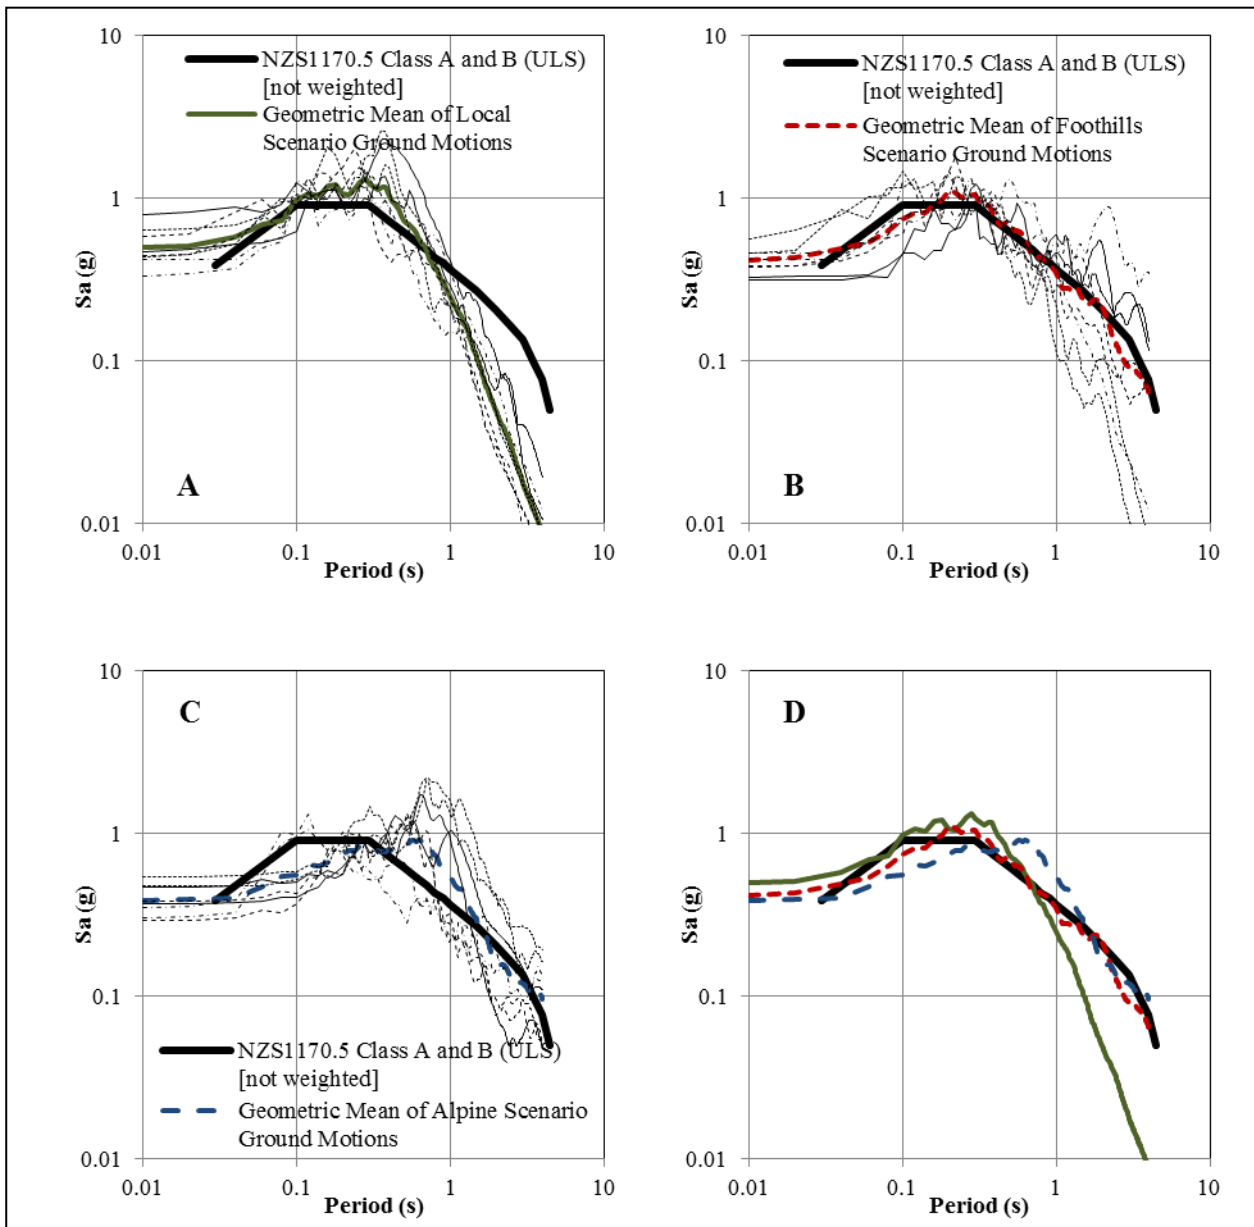 10
1
0.1
0.01
Sa (g)
NZS1170.5 Class A and B (ULS)
[not weighted]
Geometric Mean of Local
Scenario Ground Motions
A
0.01 0.1 1 10
Period (s)
10
1
0.1
0.01
Sa (g)
NZS1170.5 Class A and B (ULS)
[not weighted]
Geometric Mean of Foothills
Scenario Ground Motions
B
0.01 0.1 1 10
Period (s)
10
1
0.1
0.01
Sa (g)
C
NZS1170.5 Class A and B (ULS)
[not weighted]
Geometric Mean of Alpine Scenario
Ground Motions
0.01 0.1 1 10
Period (s)
10
1
0.1
0.01
Sa (g)
D
0.01 0.1 1 10
Period (s)